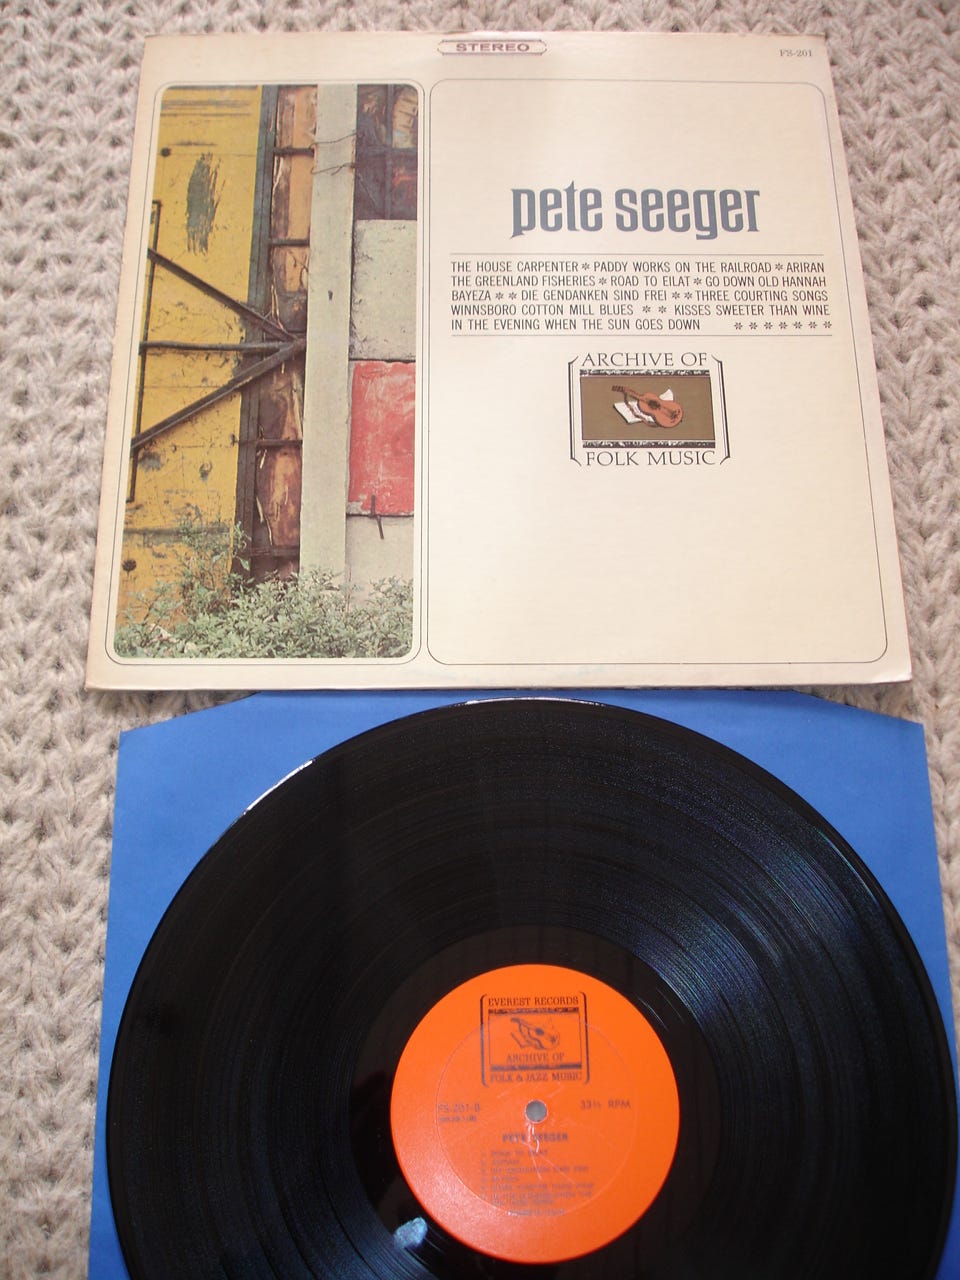 STEREO
FS-201
pete seeger
THE HOUSE CARPENTER * PADDY WORKS ON THE RAILROAD * ARIRAN
THE GREENLAND FISHERIES * ROAD TO EILAT * GO DOWN OLD HANNAH
BAYEZA * * DIE GENDANKEN SIND FREI * * THREE COURTING SONGS
WINNSBORO COTTON MILL BLUES * * KISSES SWEETER THAN WINE
IN THE EVENING WHEN THE SUN GOES DOWN * * * * * * *
ARCHIVE OF
FOLK MUSIC
EVEREST RECORDS
ARCHIVE OF
FOLK & JAZZ MUSIC
FS-201-B
33⅓ RPM
PETE SEEGER